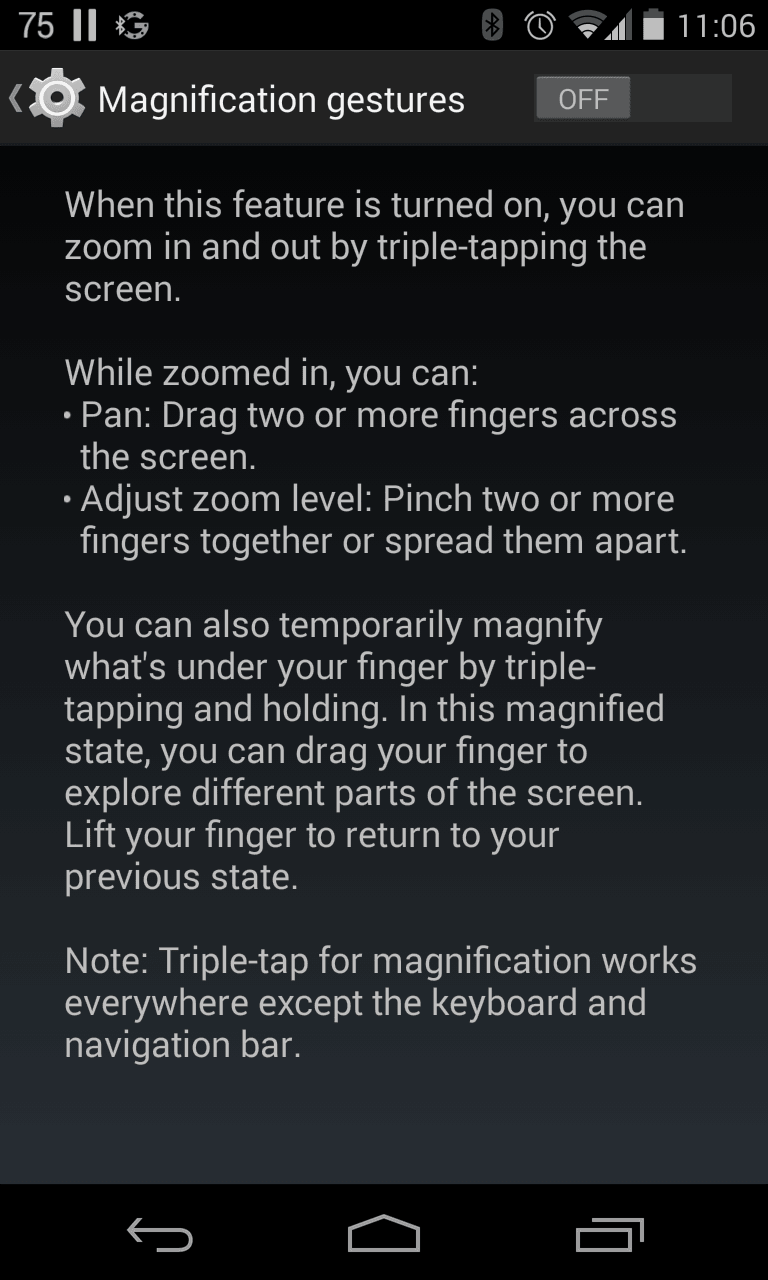 75 11:06
Magnification gestures OFF
When this feature is turned on, you can
zoom in and out by triple-tapping the
screen.
While zoomed in, you can:
• Pan: Drag two or more fingers across
the screen.
• Adjust zoom level: Pinch two or more
fingers together or spread them apart.
You can also temporarily magnify
what's under your finger by triple-
tapping and holding. In this magnified
state, you can drag your finger to
explore different parts of the screen.
Lift your finger to return to your
previous state.
Note: Triple-tap for magnification works
everywhere except the keyboard and
navigation bar.